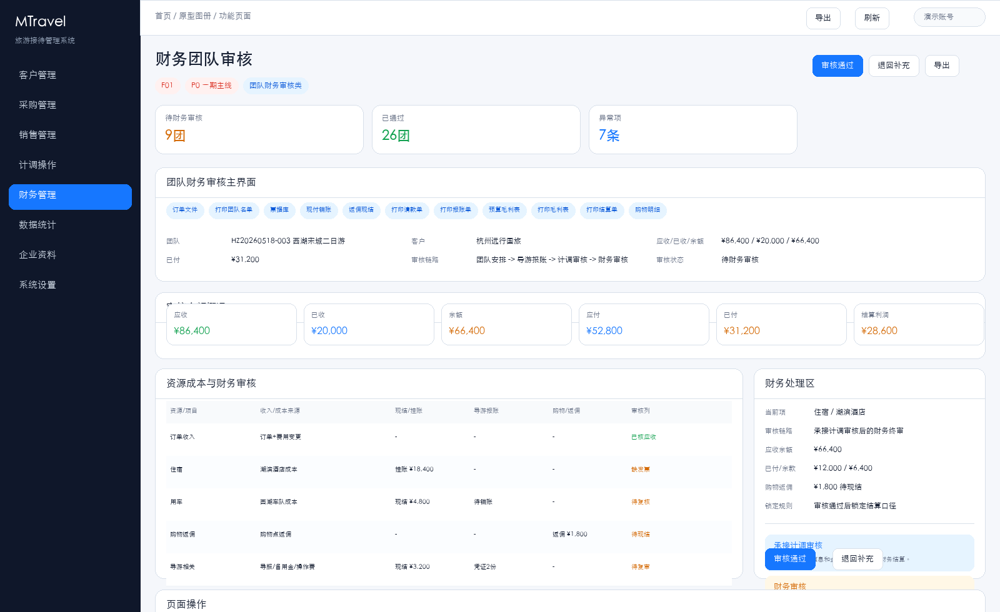 MTravel
旅游接待管理系统
客户管理
采购管理
销售管理
计调操作
财务管理
数据统计
企业资料
系统设置
首页 / 原型图册 / 功能页面
导出
刷新
演示账号
财务团队审核
F01
P0 一期主线
团队财务审核类
审核通过
退回补充
导出
待财务审核
9团
已通过
26团
异常项
7条
团队财务审核主界面
订单文件
打印团队名单
票据库
现付销账
返佣现结
打印请款单
打印报账单
预算毛利表
打印毛利表
打印结算单
购物明细
团队
HZ20260518-003 西湖宋城二日游
客户
杭州远行国旅
应收/已收/余额
¥86,400 / ¥20,000 / ¥66,400
已付
¥31,200
审核链路
团队安排 -> 导游报账 -> 计调审核 -> 财务审核
审核状态
待财务审核
应收
¥86,400
已收
¥20,000
余额
¥66,400
应付
¥52,800
已付
¥31,200
结算利润
¥28,600
资源成本与财务审核
资源/项目 收入/成本来源 现结/挂账 导游报账 购物/返佣 审核列
订单收入 订单+费用变更 - - - 已核应收
住宿 湖滨酒店成本 挂账 ¥18,400 - - 缺发票
用车 西湖车队成本 现结 ¥4,800 待销账 - 待复核
购物返佣 购物点返佣 - - 返佣 ¥1,800 待现结
导游相关 导服/备用金/操作费 现结 ¥3,200 凭证2份 待复审
财务处理区
当前项 住宿 / 湖滨酒店
审核链路 承接计调审核后的财务终审
应收余额 ¥66,400
已付/余款 ¥12,000 / ¥6,400
购物返佣 ¥1,800 待现结
锁定规则 审核通过后锁定结算口径
承接计调审核
审核通过
息和
退回补充
财务结算。
财务审核
页面操作